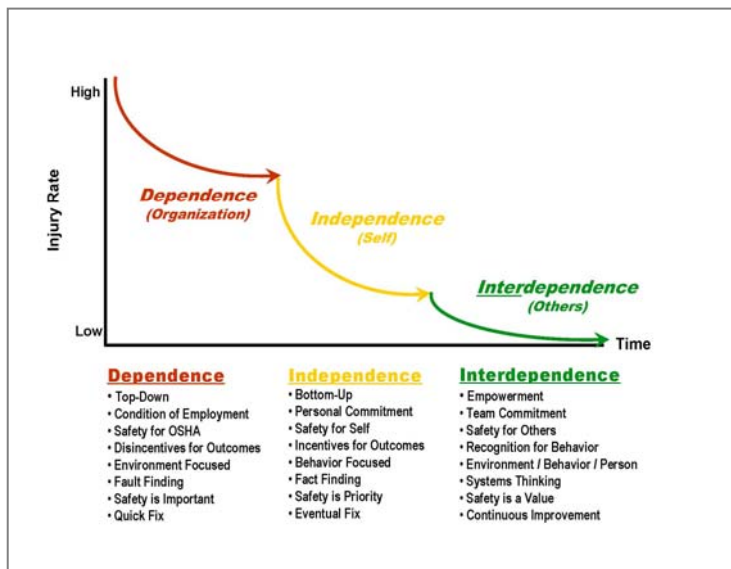 High
Injury Rate
Dependence
(Organization)
Independence
(Self)
Interdependence
(Others)
Low
Time
Dependence
• Top-Down
• Condition of Employment
• Safety for OSHA
• Disincentives for Outcomes
• Environment Focused
• Fault Finding
• Safety is Important
• Quick Fix
Independence
• Bottom-Up
• Personal Commitment
• Safety for Self
• Incentives for Outcomes
• Behavior Focused
• Fact Finding
• Safety is Priority
• Eventual Fix
Interdependence
• Empowerment
• Team Commitment
• Safety for Others
• Recognition for Behavior
• Environment / Behavior / Person
• Systems Thinking
• Safety is a Value
• Continuous Improvement